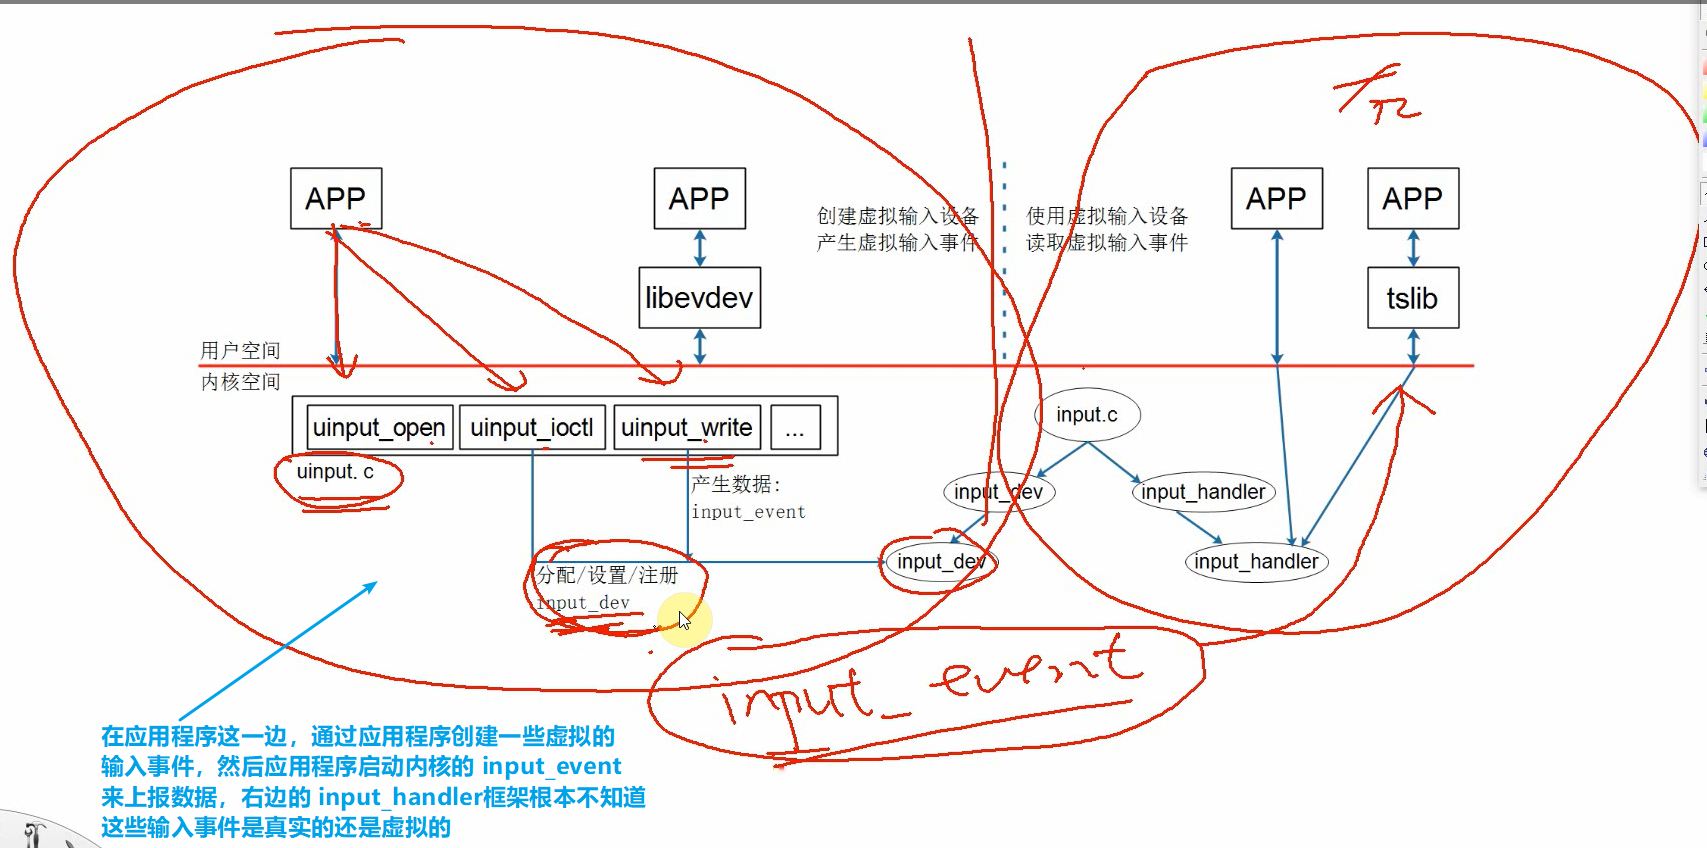 APP
APP
创建虚拟输入设备
产生虚拟输入事件
使用虚拟输入设备
读取虚拟输入事件
APP
APP
libevdev
tslib
用户空间
内核空间
uinput_open
uinput_ioctl
uinput_write
...
uinput.c
产生数据:
input_event
分配/设置/注册
input_dev
input.c
input_dev
input_handler
input_dev
input_handler
input_event
在应用程序这一边，通过应用程序创建一些虚拟的
输入事件，然后应用程序启动内核的 input_event
来上报数据，右边的 input_handler框架根本不知道
这些输入事件是真实的还是虚拟的